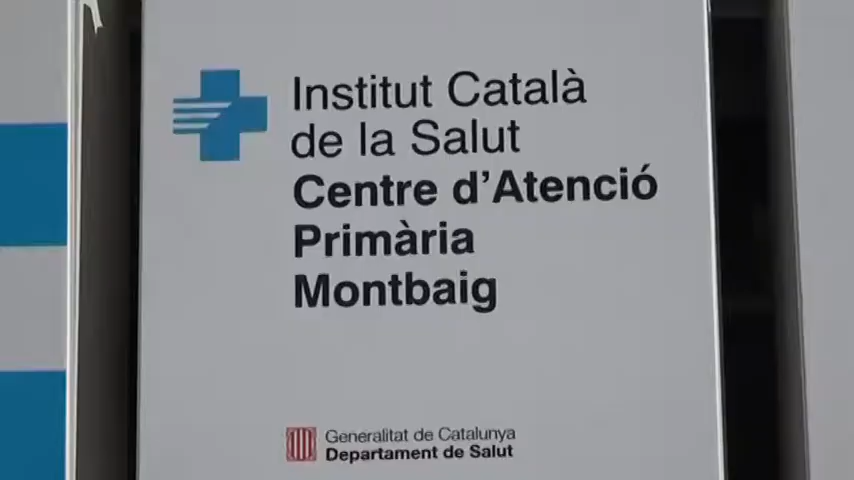 Institut Català
de la Salut
Centre d’Atenció
Primària
Montbaig
Generalitat de Catalunya
Departament de Salut